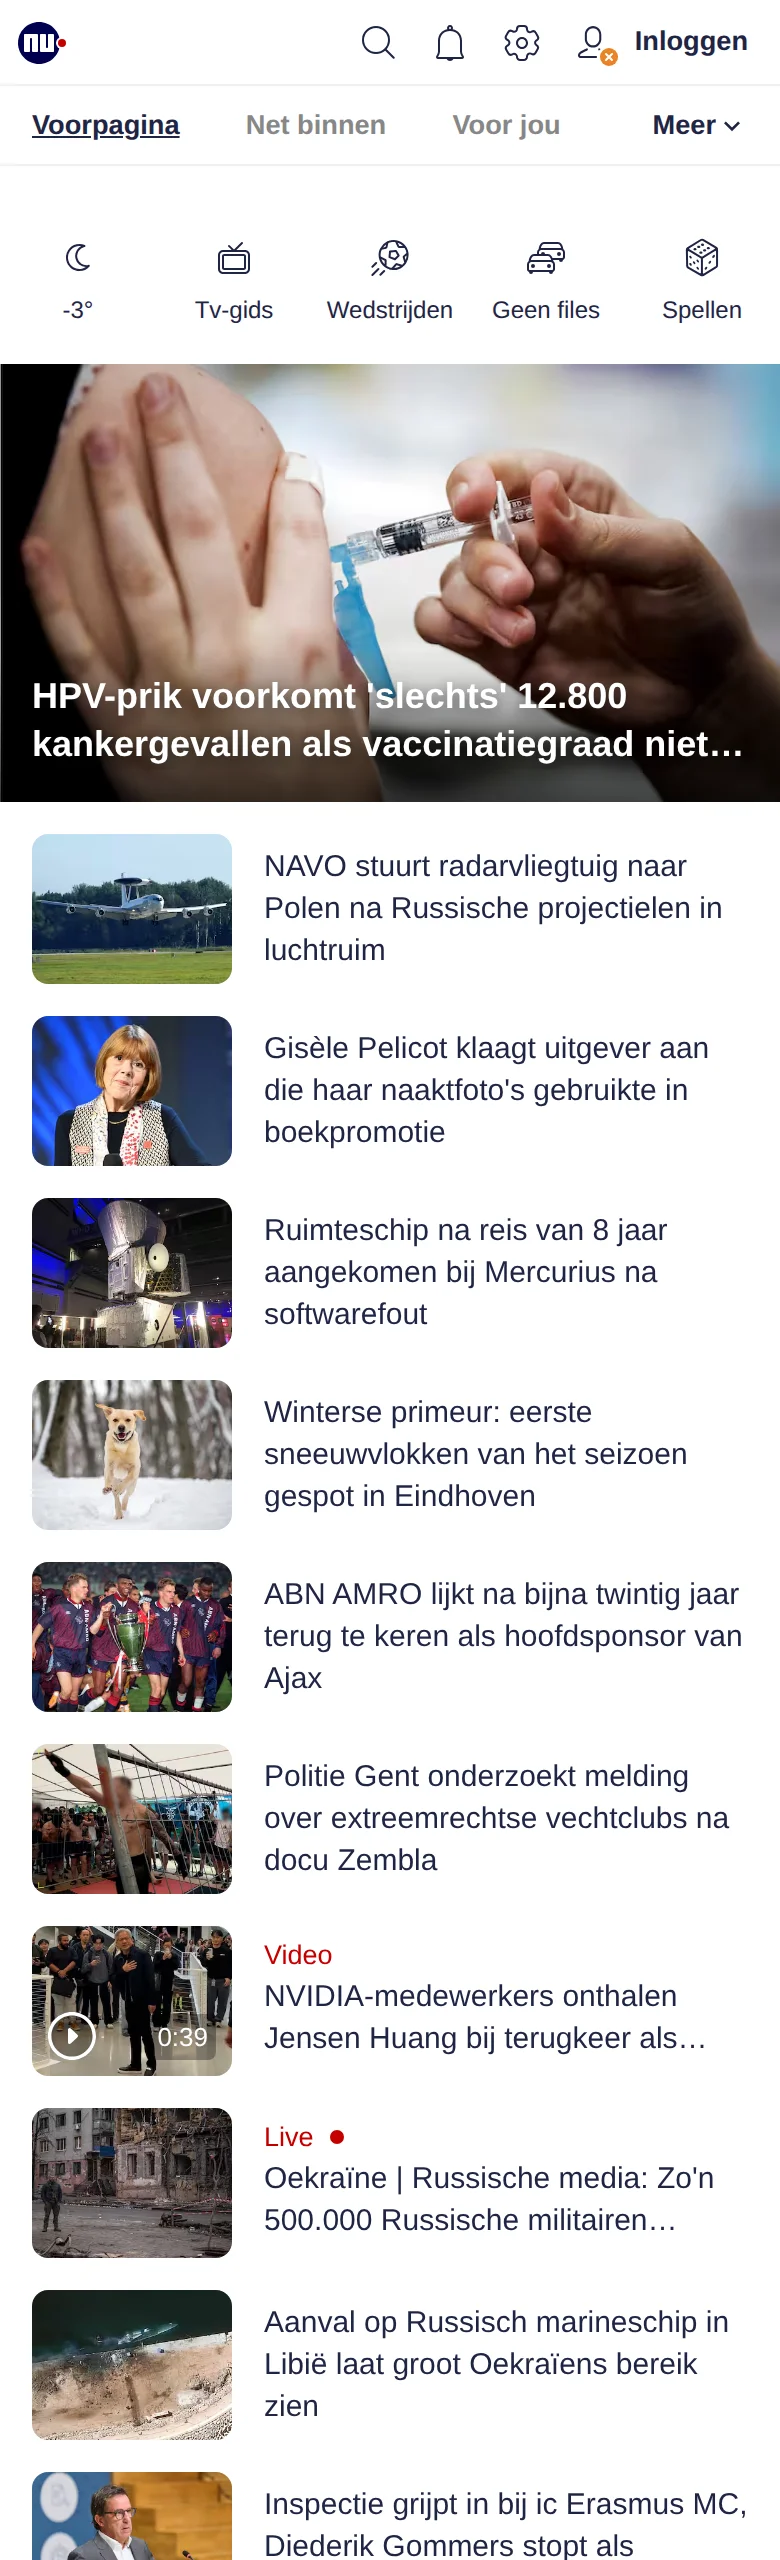 nu
Inloggen
Voorpagina
Net binnen
Voor jou
Meer
-3°
Tv-gids
Wedstrijden
Geen files
Spellen
HPV-prik voorkomt 'slechts' 12.800
kankergevallen als vaccinatiegraad niet…
NAVO stuurt radarvliegtuig naar
Polen na Russische projectielen in
luchtruim
Gisèle Pelicot klaagt uitgever aan
die haar naaktfoto's gebruikte in
boekpromotie
Ruimteschip na reis van 8 jaar
aangekomen bij Mercurius na
softwarefout
Winterse primeur: eerste
sneeuwvlokken van het seizoen
gespot in Eindhoven
ABN AMRO lijkt na bijna twintig jaar
terug te keren als hoofdsponsor van
Ajax
Politie Gent onderzoekt melding
over extreemrechtse vechtclubs na
docu Zembla
0:39
Video
NVIDIA-medewerkers onthalen
Jensen Huang bij terugkeer als…
Live
Oekraïne | Russische media: Zo'n
500.000 Russische militairen…
Aanval op Russisch marineschip in
Libië laat groot Oekraïens bereik
zien
Inspectie grijpt in bij ic Erasmus MC,
Diederik Gommers stopt als